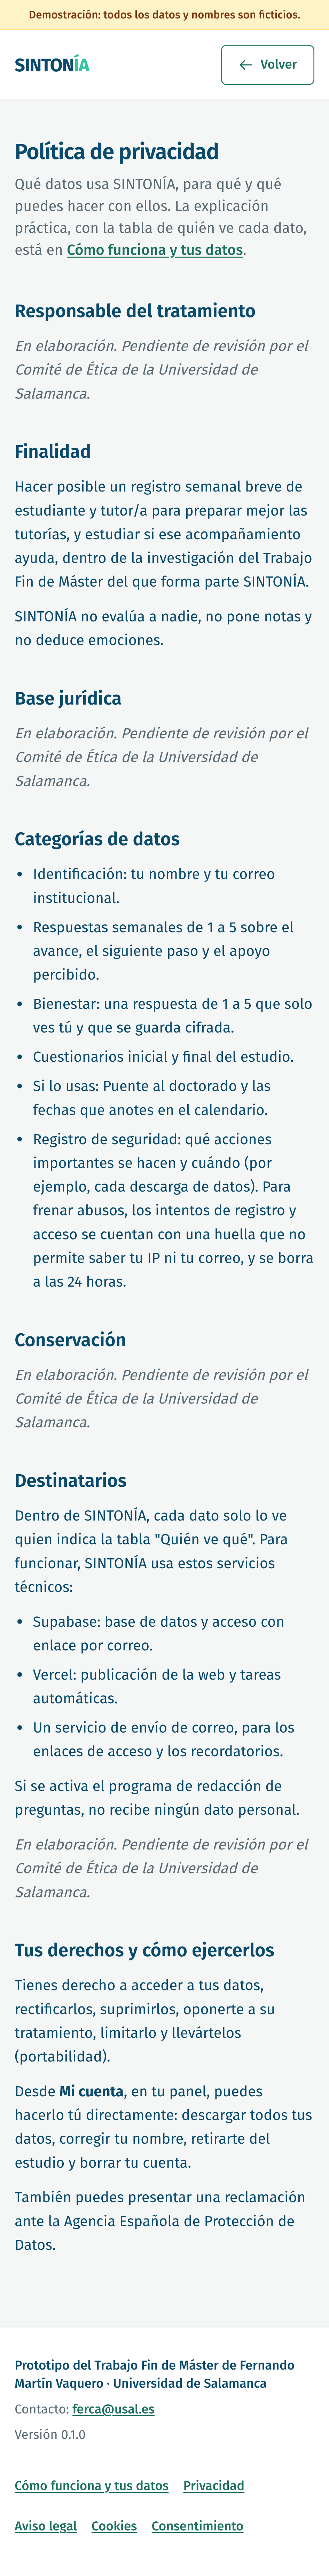 Demostración: todos los datos y nombres son ficticios.
SINTONÍA
Volver
Política de privacidad
Qué datos usa SINTONÍA, para qué y qué
puedes hacer con ellos. La explicación
práctica, con la tabla de quién ve cada dato,
está en Cómo funciona y tus datos.
Responsable del tratamiento
En elaboración. Pendiente de revisión por el
Comité de Ética de la Universidad de
Salamanca.
Finalidad
Hacer posible un registro semanal breve de
estudiante y tutor/a para preparar mejor las
tutorías, y estudiar si ese acompañamiento
ayuda, dentro de la investigación del Trabajo
Fin de Máster del que forma parte SINTONÍA.
SINTONÍA no evalúa a nadie, no pone notas y
no deduce emociones.
Base jurídica
En elaboración. Pendiente de revisión por el
Comité de Ética de la Universidad de
Salamanca.
Categorías de datos
• Identificación: tu nombre y tu correo
institucional.
• Respuestas semanales de 1 a 5 sobre el
avance, el siguiente paso y el apoyo
percibido.
• Bienestar: una respuesta de 1 a 5 que solo
ves tú y que se guarda cifrada.
• Cuestionarios inicial y final del estudio.
• Si lo usas: Puente al doctorado y las
fechas que anotes en el calendario.
• Registro de seguridad: qué acciones
importantes se hacen y cuándo (por
ejemplo, cada descarga de datos). Para
frenar abusos, los intentos de registro y
acceso se cuentan con una huella que no
permite saber tu IP ni tu correo, y se borra
a las 24 horas.
Conservación
En elaboración. Pendiente de revisión por el
Comité de Ética de la Universidad de
Salamanca.
Destinatarios
Dentro de SINTONÍA, cada dato solo lo ve
quien indica la tabla "Quién ve qué". Para
funcionar, SINTONÍA usa estos servicios
técnicos:
• Supabase: base de datos y acceso con
enlace por correo.
• Vercel: publicación de la web y tareas
automáticas.
• Un servicio de envío de correo, para los
enlaces de acceso y los recordatorios.
Si se activa el programa de redacción de
preguntas, no recibe ningún dato personal.
En elaboración. Pendiente de revisión por el
Comité de Ética de la Universidad de
Salamanca.
Tus derechos y cómo ejercerlos
Tienes derecho a acceder a tus datos,
rectificarlos, suprimirlos, oponerte a su
tratamiento, limitarlo y llevártelos
(portabilidad).
Desde Mi cuenta, en tu panel, puedes
hacerlo tú directamente: descargar todos tus
datos, corregir tu nombre, retirarte del
estudio y borrar tu cuenta.
También puedes presentar una reclamación
ante la Agencia Española de Protección de
Datos.
Prototipo del Trabajo Fin de Máster de Fernando
Martín Vaquero · Universidad de Salamanca
Contacto: ferca@usal.es
Versión 0.1.0
Cómo funciona y tus datos Privacidad
Aviso legal Cookies Consentimiento